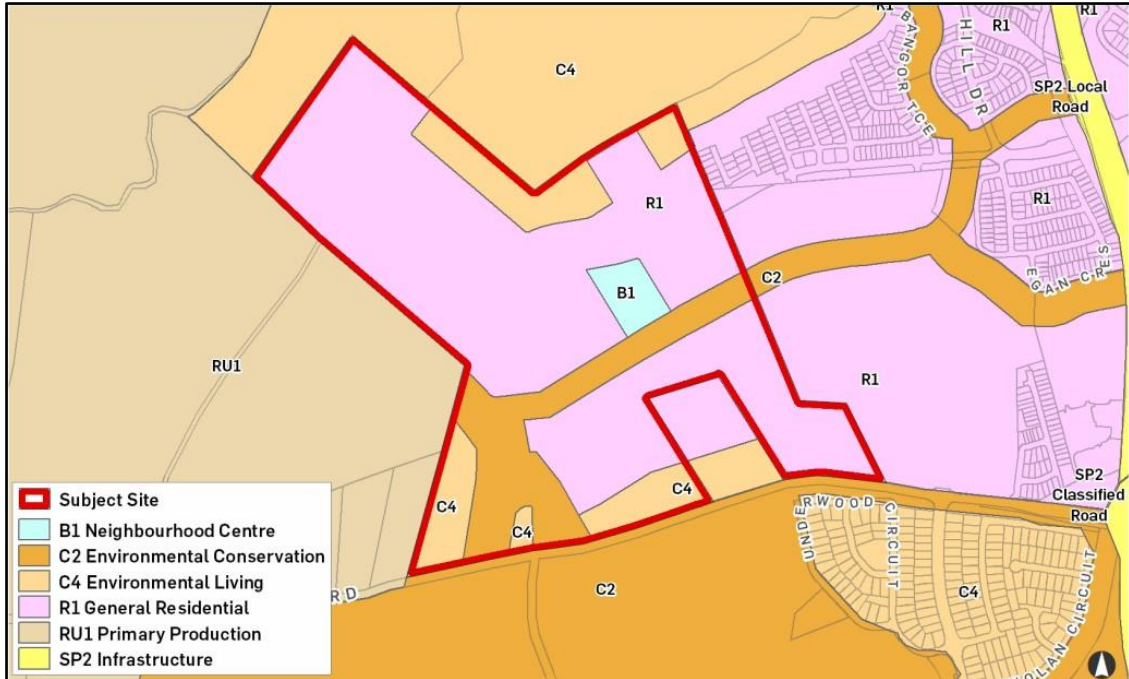 R1
R1
BANGOR TCE
HILL DR
R1
C4
SP2 Local
Road
R1
R1
EGAN CRES
C2
B1
RU1
R1
SP2
Classified
Road
C4
C4
C4
UNDERWOOD CIRCUIT
RD
C2
C4
NOLAN CIRCUIT
Subject Site
B1 Neighbourhood Centre
C2 Environmental Conservation
C4 Environmental Living
R1 General Residential
RU1 Primary Production
SP2 Infrastructure